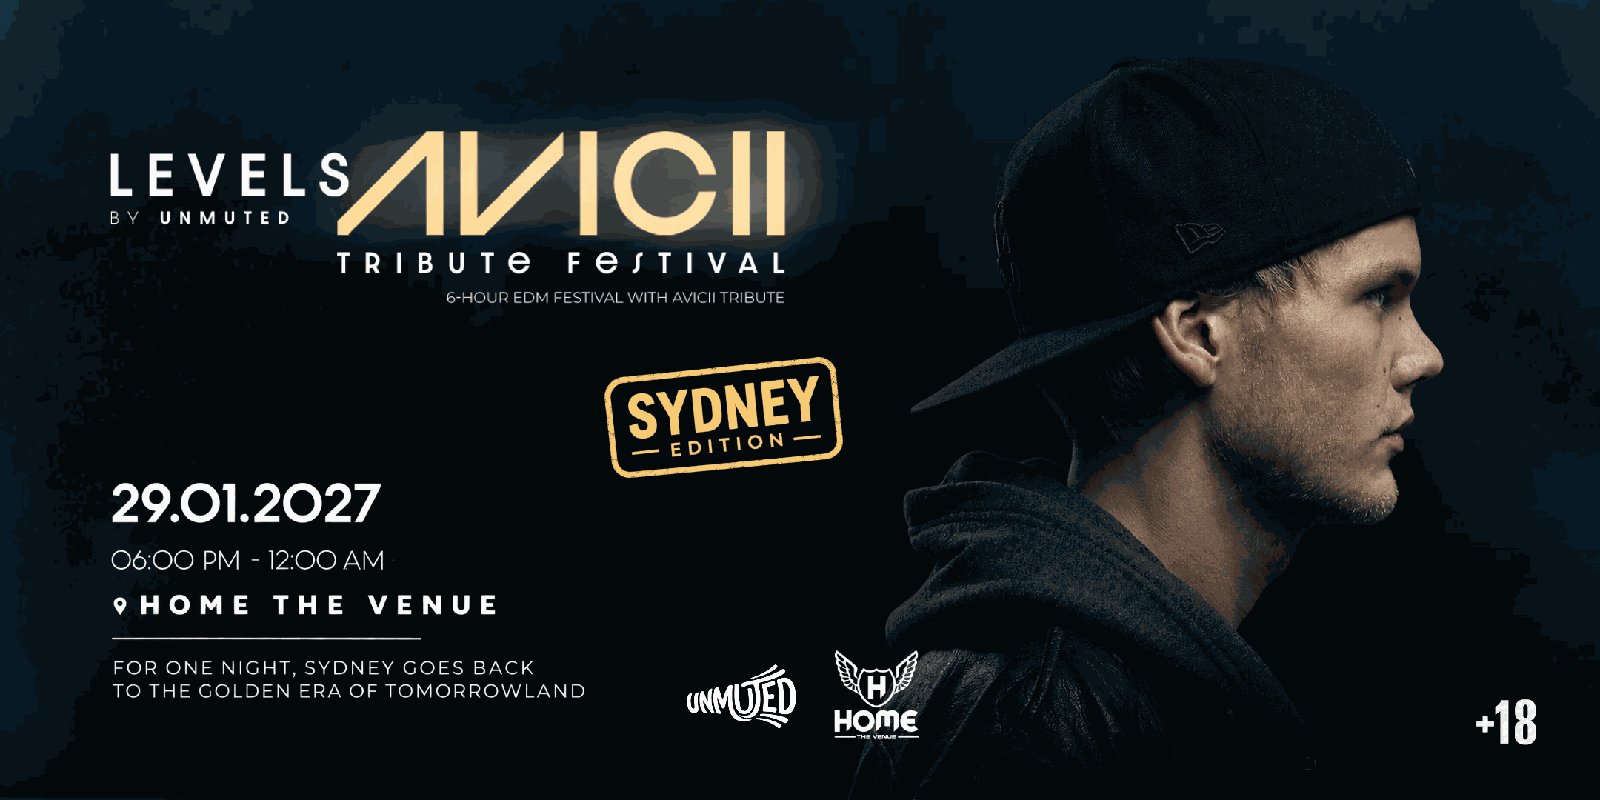 LEVELS
BY UNMUTED
AVICII
TRIBUTE FESTIVAL
6-HOUR EDM FESTIVAL WITH AVICII TRIBUTE
SYDNEY
EDITION
29.01.2027
06:00 PM - 12:00 AM
HOME THE VENUE
FOR ONE NIGHT, SYDNEY GOES BACK
TO THE GOLDEN ERA OF TOMORROWLAND
UNMUTED
H
HOME
THE VENUE
+18